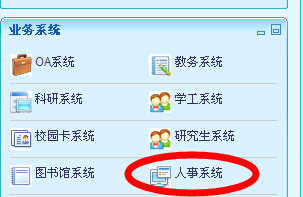 业务系统
OA系统 教务系统
科研系统 学工系统
校园卡系统 研究生系统
图书馆系统 人事系统